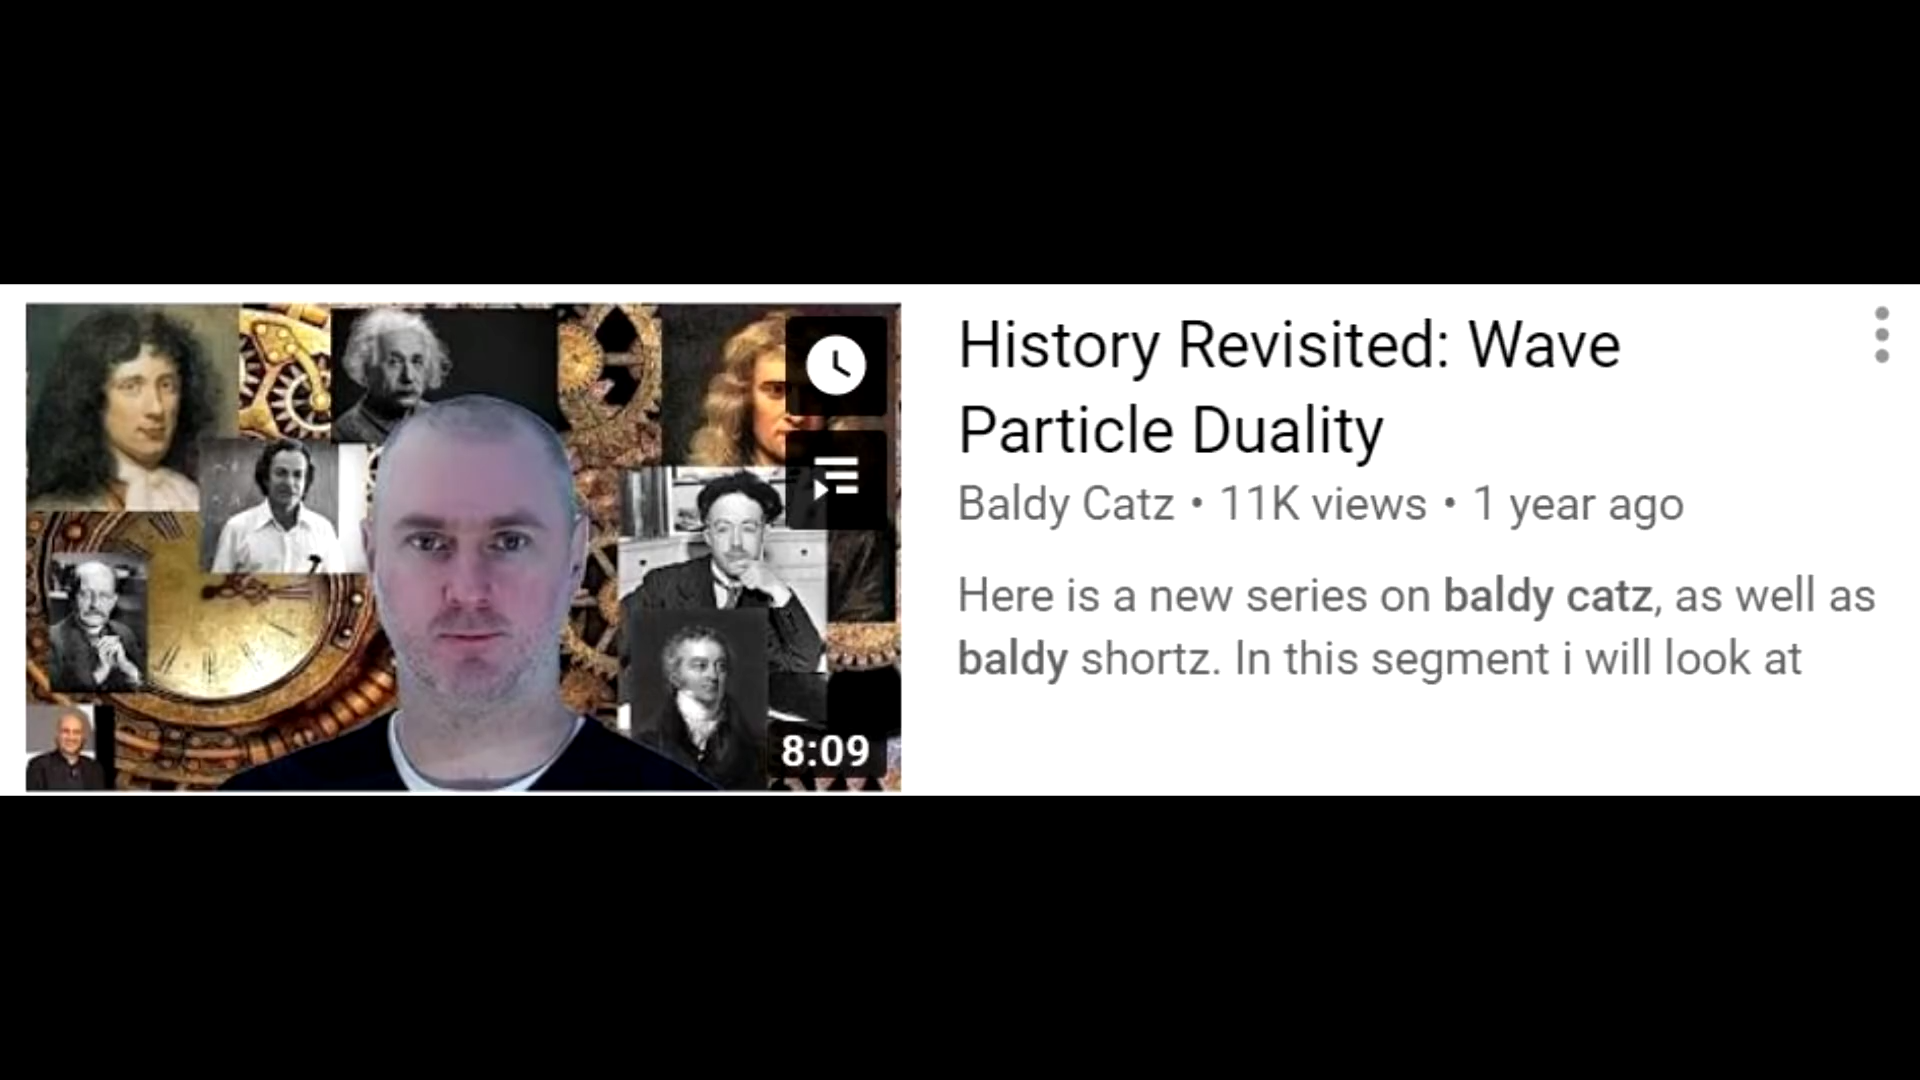 History Revisited: Wave
Particle Duality
Baldy Catz • 11K views • 1 year ago
Here is a new series on baldy catz, as well as
baldy shortz. In this segment i will look at
8:09